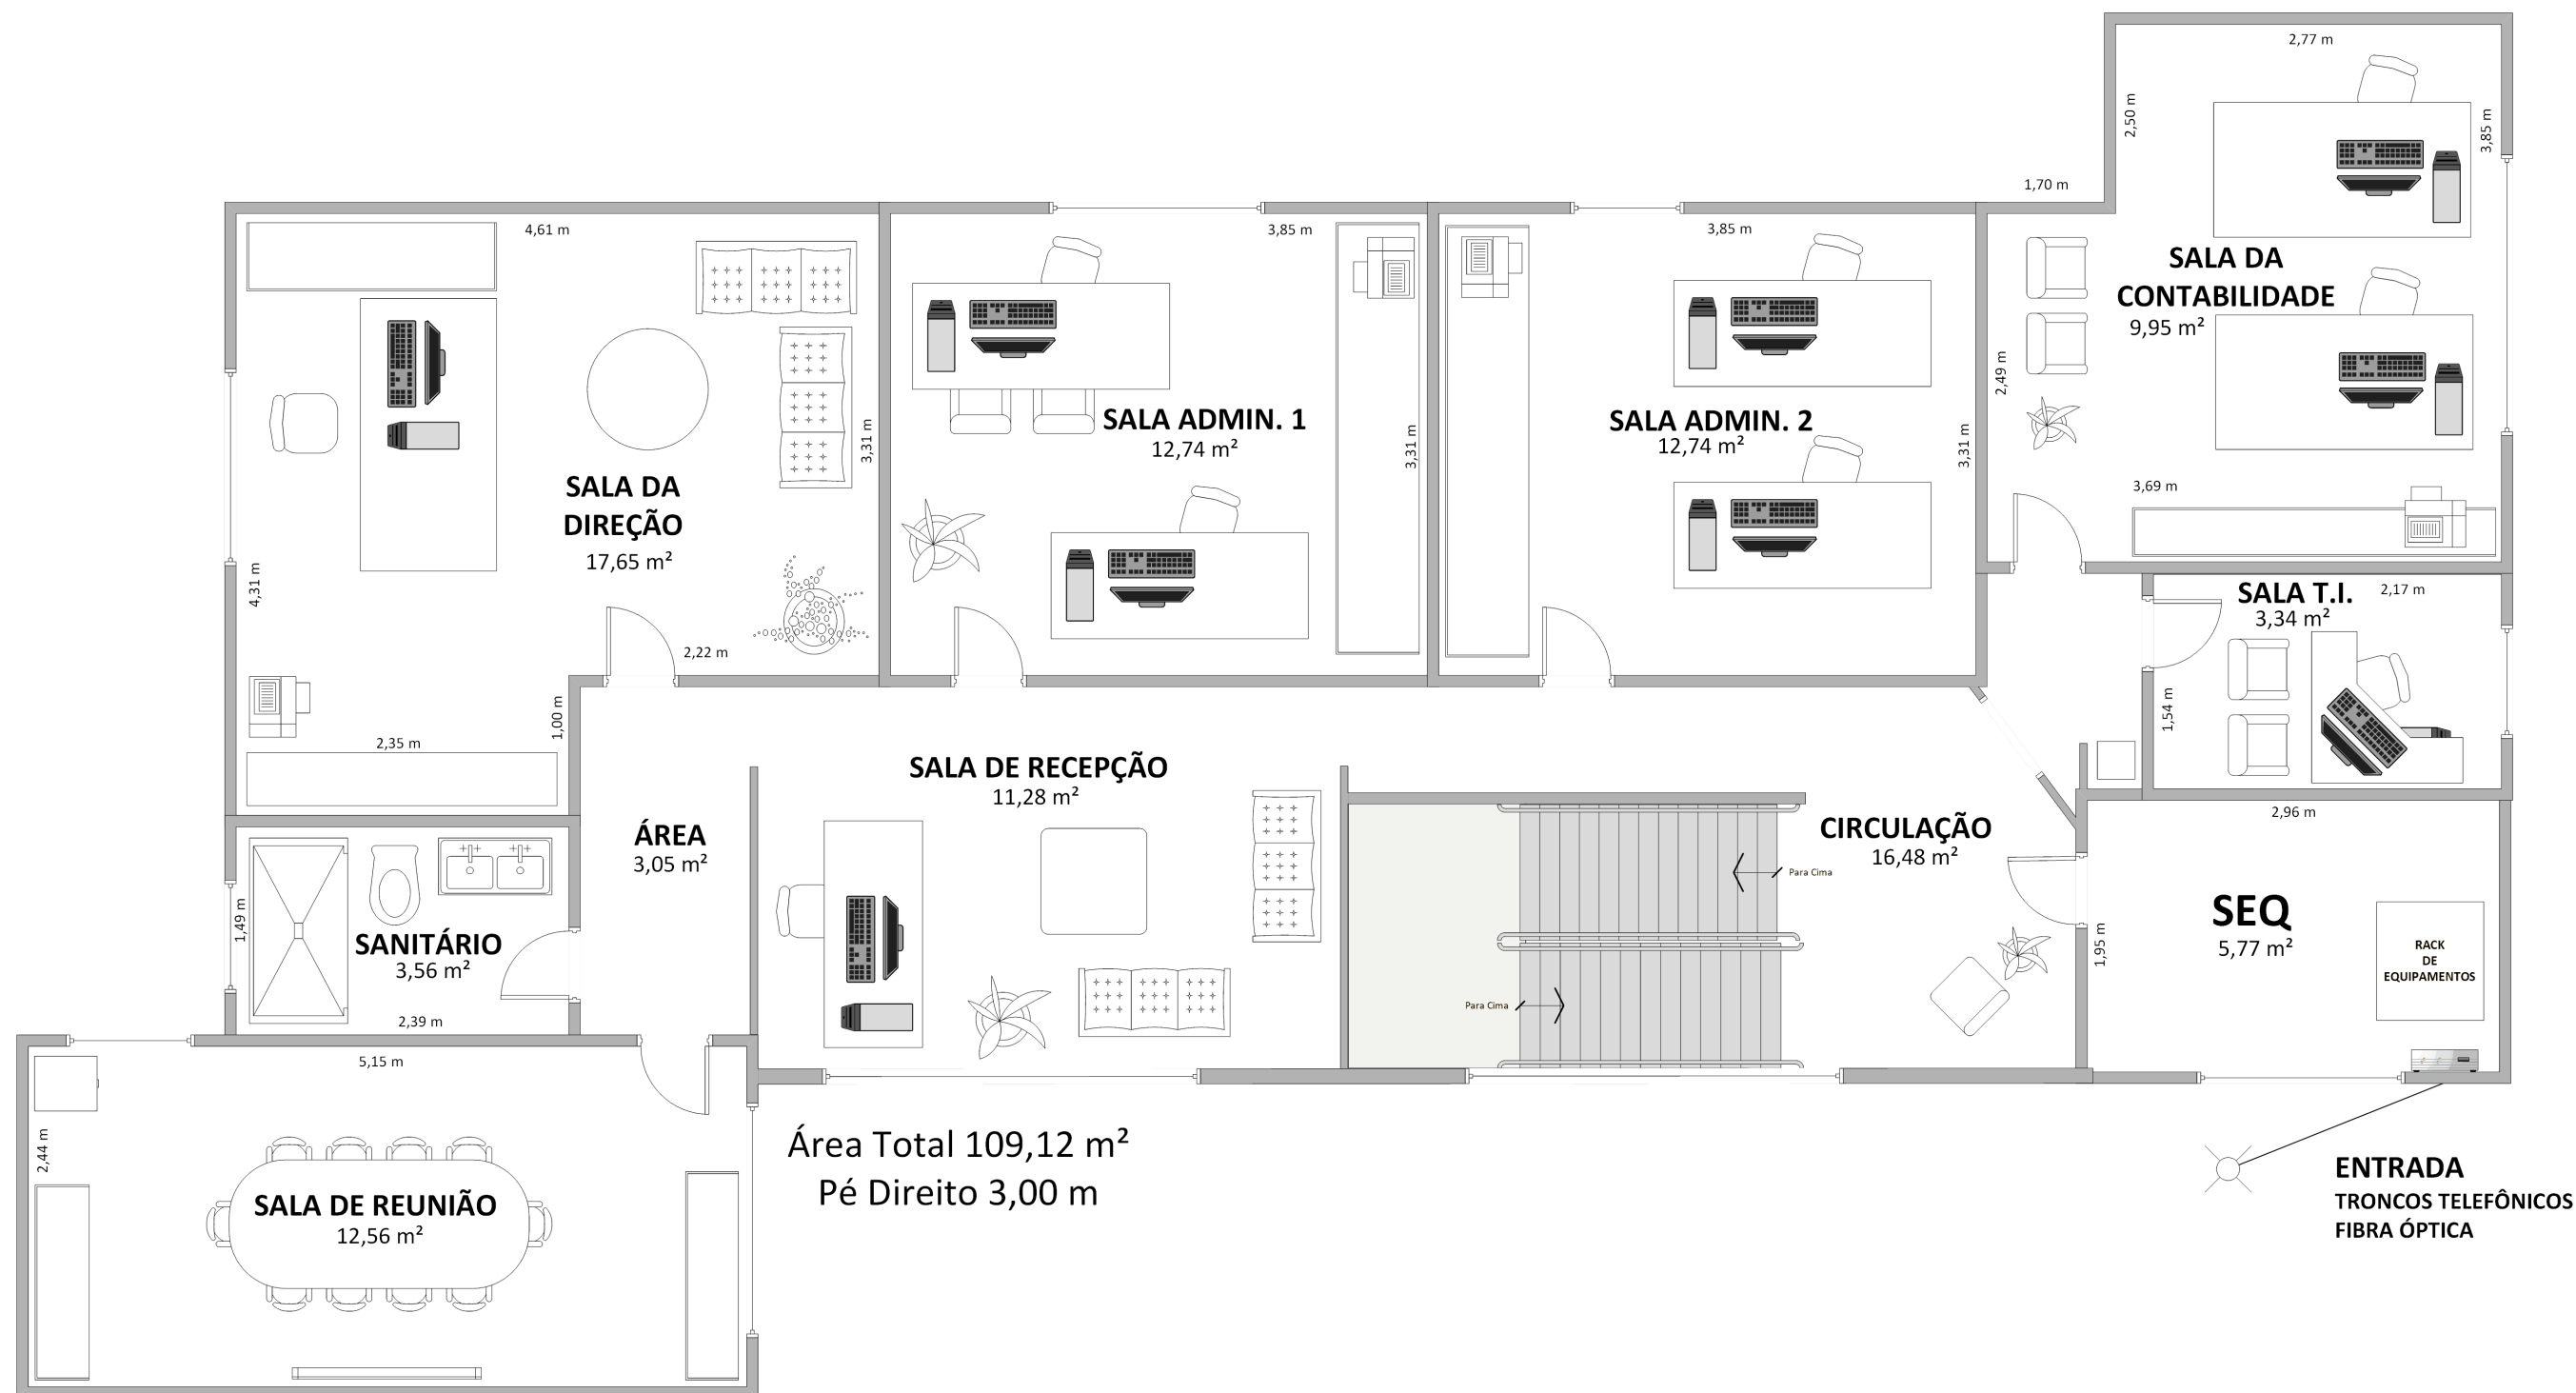 2,77 m
2,50 m
3,85 m
1,70 m
4,61 m
3,85 m
3,85 m
SALA DA
CONTABILIDADE
9,95 m²
2,49 m
SALA ADMIN. 1
12,74 m²
SALA ADMIN. 2
12,74 m²
3,31 m
3,31 m
3,31 m
SALA DA
DIREÇÃO
17,65 m²
3,69 m
4,31 m
SALA T.I.
3,34 m²
2,17 m
2,22 m
1,00 m
1,54 m
2,35 m
SALA DE RECEPÇÃO
11,28 m²
2,96 m
ÁREA
3,05 m²
CIRCULAÇÃO
16,48 m²
Para Cima
1,49 m
SANITÁRIO
3,56 m²
SEQ
5,77 m²
1,95 m
RACK
DE
EQUIPAMENTOS
Para Cima
2,39 m
5,15 m
2,44 m
Área Total 109,12 m²
Pé Direito 3,00 m
SALA DE REUNIÃO
12,56 m²
ENTRADA
TRONCOS TELEFÔNICOS
FIBRA ÓPTICA